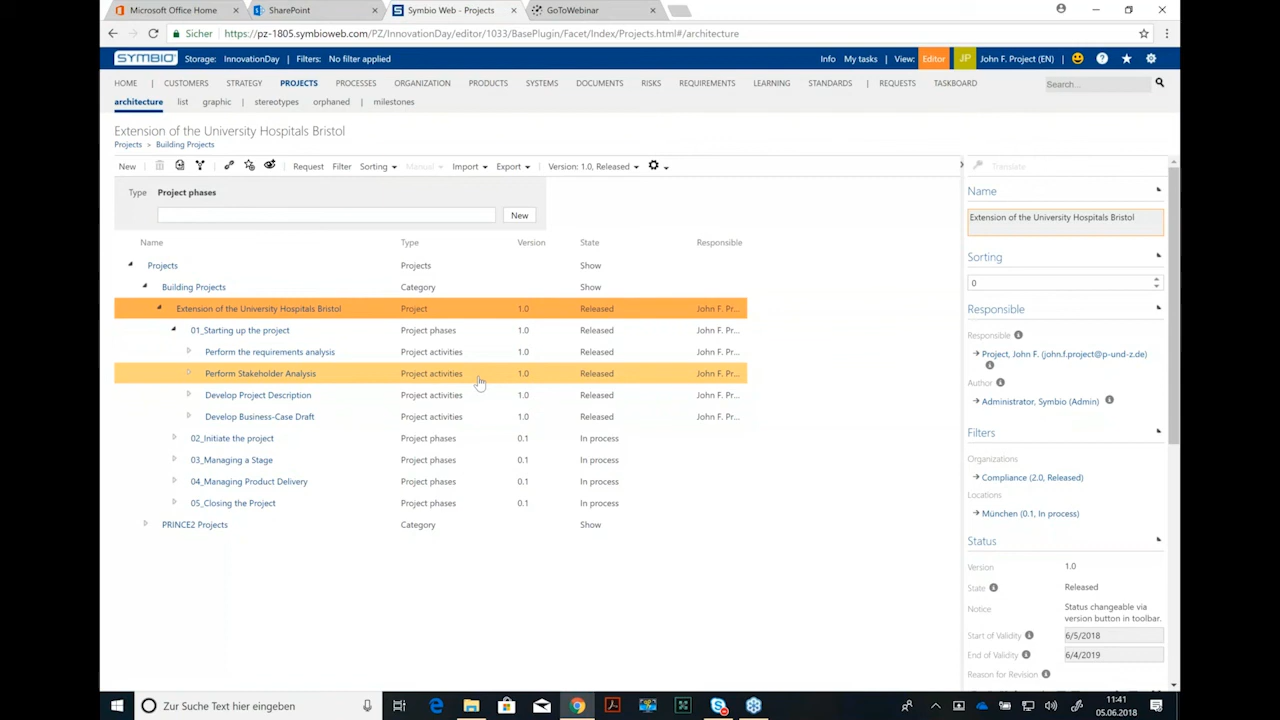 Microsoft Office Home
SharePoint
Symbio Web - Projects
GoToWebinar
Sicher https://pz-1805.symbioweb.com/PZ/InnovationDay/editor/1033/BasePlugin/Facet/Index/Projects.html#/architecture
SYMBIO Storage: InnovationDay Filters: No filter applied Info My tasks View: Editor JP John F. Project (EN)
HOME CUSTOMERS STRATEGY PROJECTS PROCESSES ORGANIZATION PRODUCTS SYSTEMS DOCUMENTS RISKS REQUIREMENTS LEARNING STANDARDS REQUESTS TASKBOARD Search...
architecture list graphic stereotypes orphaned milestones
Extension of the University Hospitals Bristol
Projects > Building Projects
New Request Filter Sorting Manual Import Export Version: 1.0, Released
Type Project phases
New
Name Type Version State Responsible
Projects Projects Show
Building Projects Category Show
Extension of the University Hospitals Bristol Project 1.0 Released John F. Pr...
01_Starting up the project Project phases 1.0 Released John F. Pr...
Perform the requirements analysis Project activities 1.0 Released John F. Pr...
Perform Stakeholder Analysis Project activities 1.0 Released John F. Pr...
Develop Project Description Project activities 1.0 Released John F. Pr...
Develop Business-Case Draft Project activities 1.0 Released John F. Pr...
02_Initiate the project Project phases 0.1 In process
03_Managing a Stage Project phases 0.1 In process
04_Managing Product Delivery Project phases 0.1 In process
05_Closing the Project Project phases 0.1 In process
PRINCE2 Projects Category Show
Translate
Name
Extension of the University Hospitals Bristol
Sorting
0
Responsible
Responsible
Project, John F. (john.f.project@p-und-z.de)
Author
Administrator, Symbio (Admin)
Filters
Organizations
Compliance (2.0, Released)
Locations
München (0.1, In process)
Status
Version 1.0
State Released
Notice Status changeable via
version button in toolbar.
Start of Validity 6/5/2018
End of Validity 6/4/2019
Reason for Revision
Zur Suche Text hier eingeben
11:41
05.06.2018